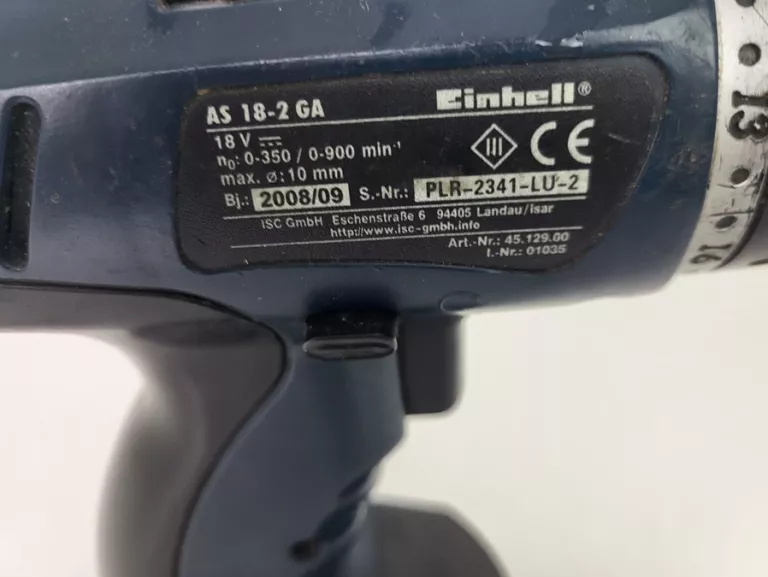 Einhell®
AS 18-2 GA
18 V
n₀: 0-350 / 0-900 min⁻¹
max. ø: 10 mm
Bj.: 2008/09 S.-Nr.: PLR-2341-LU-2
ISC GmbH Eschenstraße 6 94405 Landau/Isar
http://www.isc-gmbh.info
Art.-Nr.: 45.129.00
I.-Nr.: 01035
III
CE
13
16